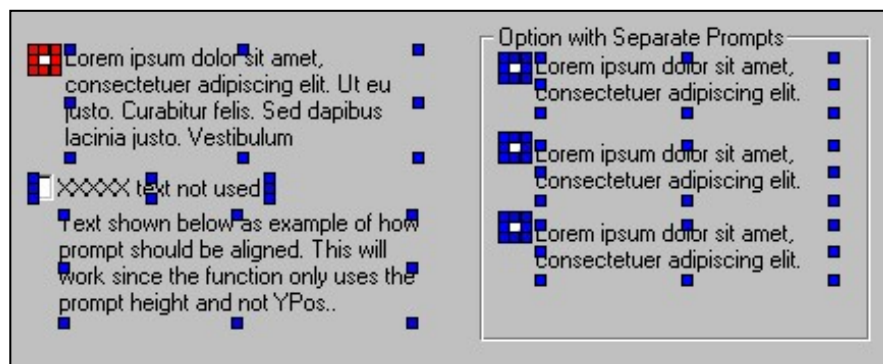 Lorem ipsum dolor sit amet,
consectetuer adipiscing elit. Ut eu
justo. Curabitur felis. Sed dapibus
lacinia justo. Vestibulum
XXXXX text not used
Text shown below as example of how
prompt should be aligned. This will
work since the function only uses the
prompt height and not YPos..
Option with Separate Prompts
Lorem ipsum dolor sit amet,
consectetuer adipiscing elit.
Lorem ipsum dolor sit amet,
consectetuer adipiscing elit.
Lorem ipsum dolor sit amet,
consectetuer adipiscing elit.